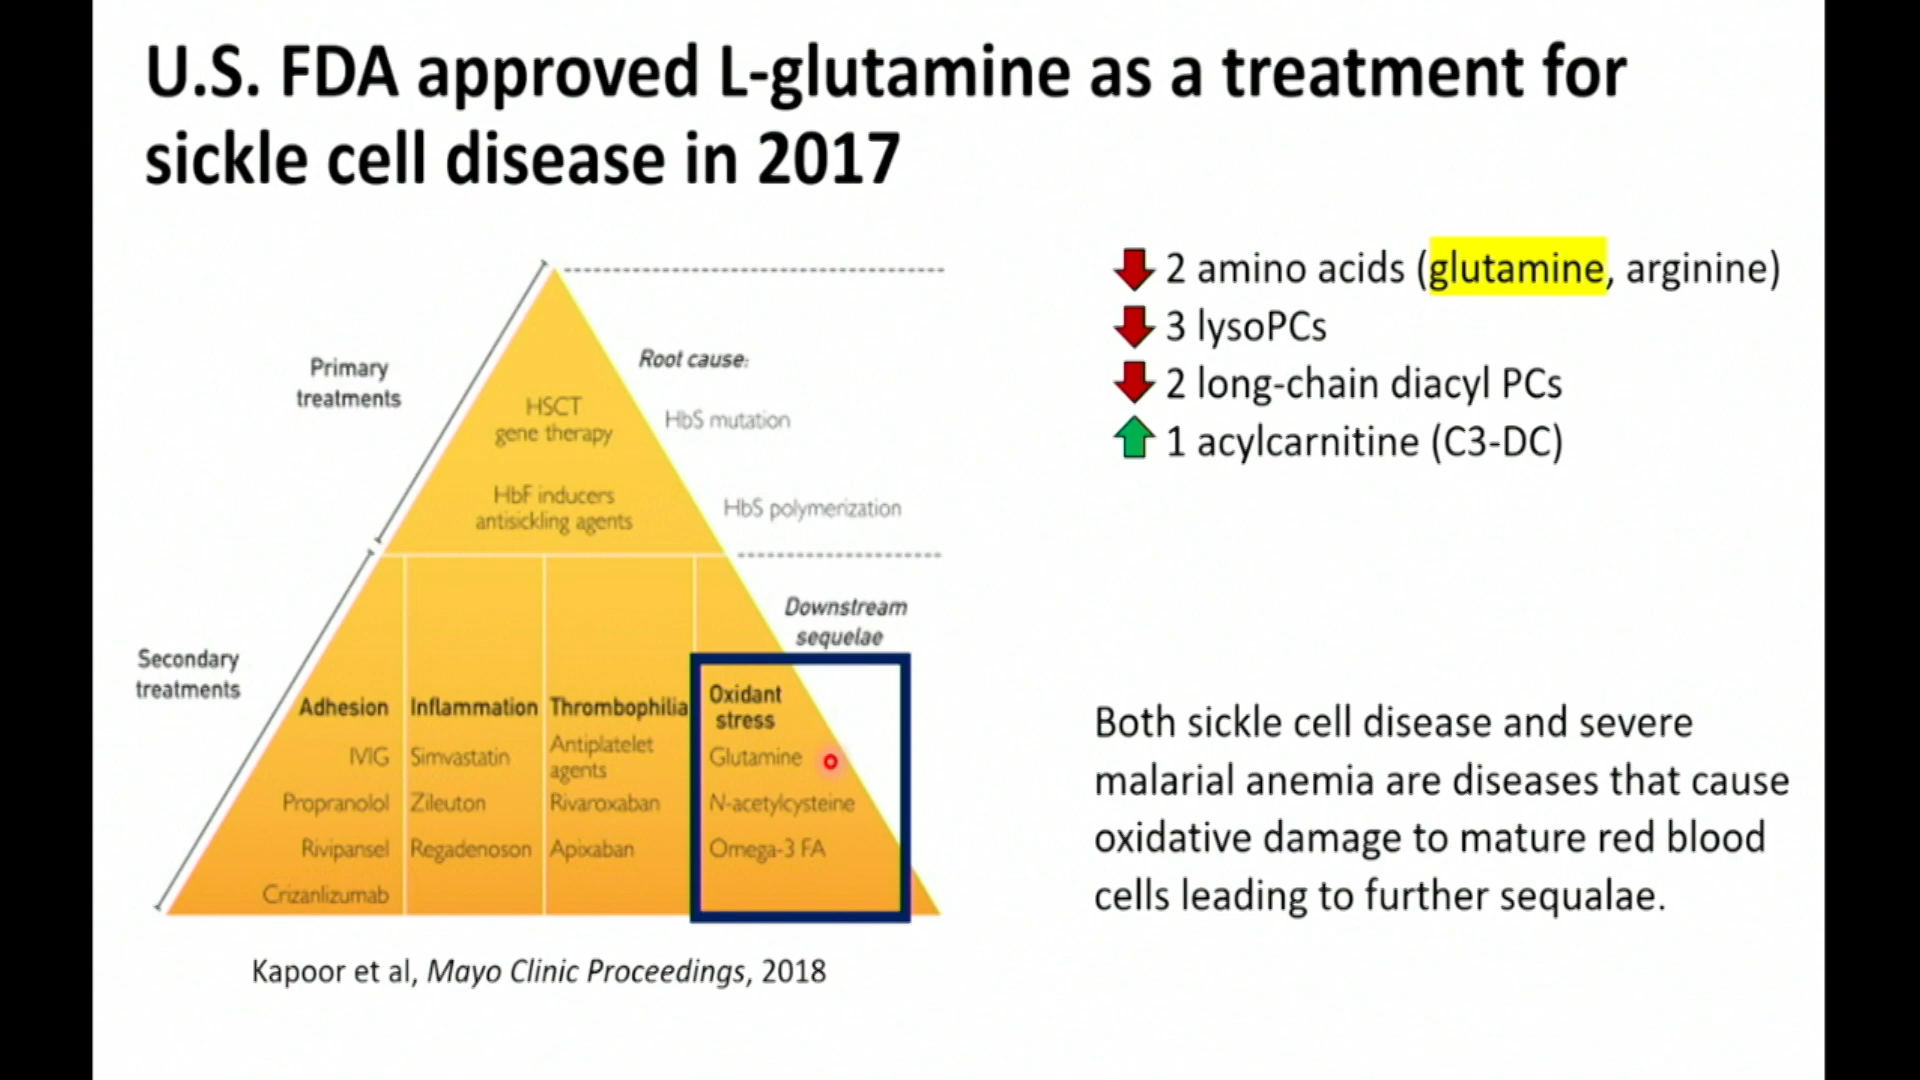 U.S. FDA approved L-glutamine as a treatment for
sickle cell disease in 2017
Primary
treatments
Root cause:
HSCT
gene therapy
HbS mutation
HbF inducers
antisickling agents
HbS polymerization
Downstream
sequelae
Secondary
treatments
Adhesion
IVIG
Propranolol
Rivipansel
Crizanlizumab
Inflammation
Simvastatin
Zileuton
Regadenoson
Thrombophilia
Antiplatelet
agents
Rivaroxaban
Apixaban
Oxidant
stress
Glutamine
N-acetylcysteine
Omega-3 FA
Kapoor et al, Mayo Clinic Proceedings, 2018
2 amino acids (glutamine, arginine)
3 lysoPCs
2 long-chain diacyl PCs
1 acylcarnitine (C3-DC)
Both sickle cell disease and severe
malarial anemia are diseases that cause
oxidative damage to mature red blood
cells leading to further sequalae.